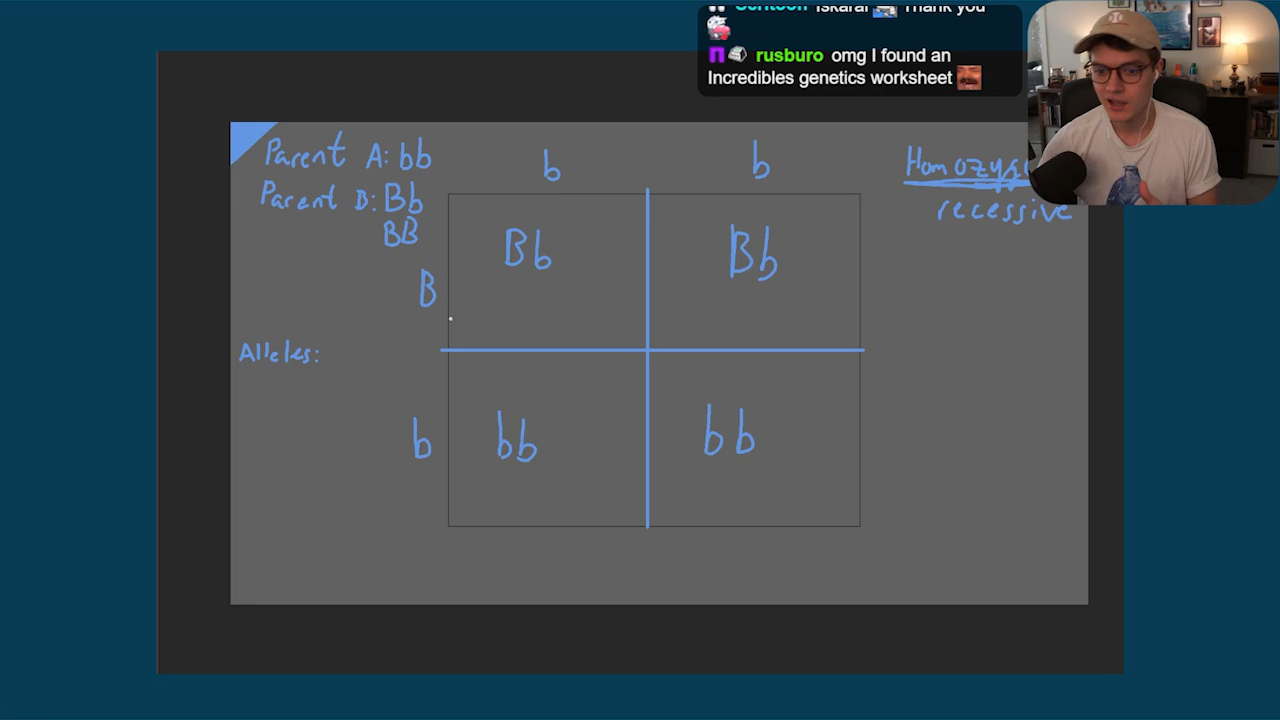 Iskaral Thank you
rusburo omg I found an
Incredibles genetics worksheet
Parent A: bb
Parent B: Bb
BB
b b
recessive
B Bb Bb
Alleles:
b bb bb